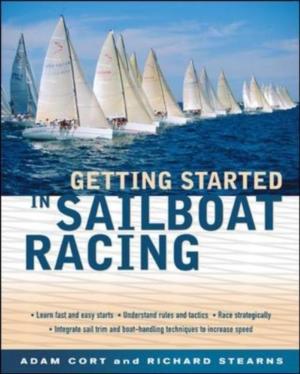 GETTING STARTED
IN SAILBOAT
RACING
• Learn fast and easy starts • Understand rules and tactics • Race strategically
• Integrate sail trim and boat-handling techniques to increase speed
ADAM CORT and RICHARD STEARNS